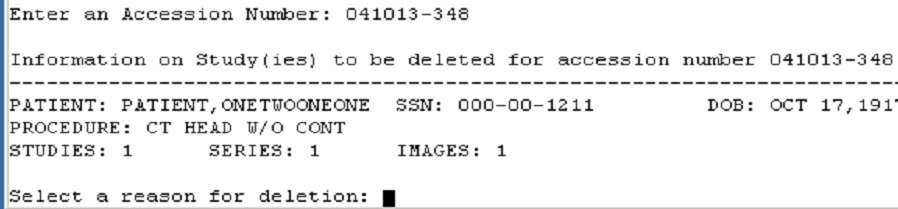 Enter an Accession Number: 041013-348
Information on Study(ies) to be deleted for accession number 041013-348
--------------------------------------------------------------------------------
PATIENT: PATIENT,ONETWOONEONE SSN: 000-00-1211 DOB: OCT 17,1917
PROCEDURE: CT HEAD W/O CONT
STUDIES: 1 SERIES: 1 IMAGES: 1
Select a reason for deletion: